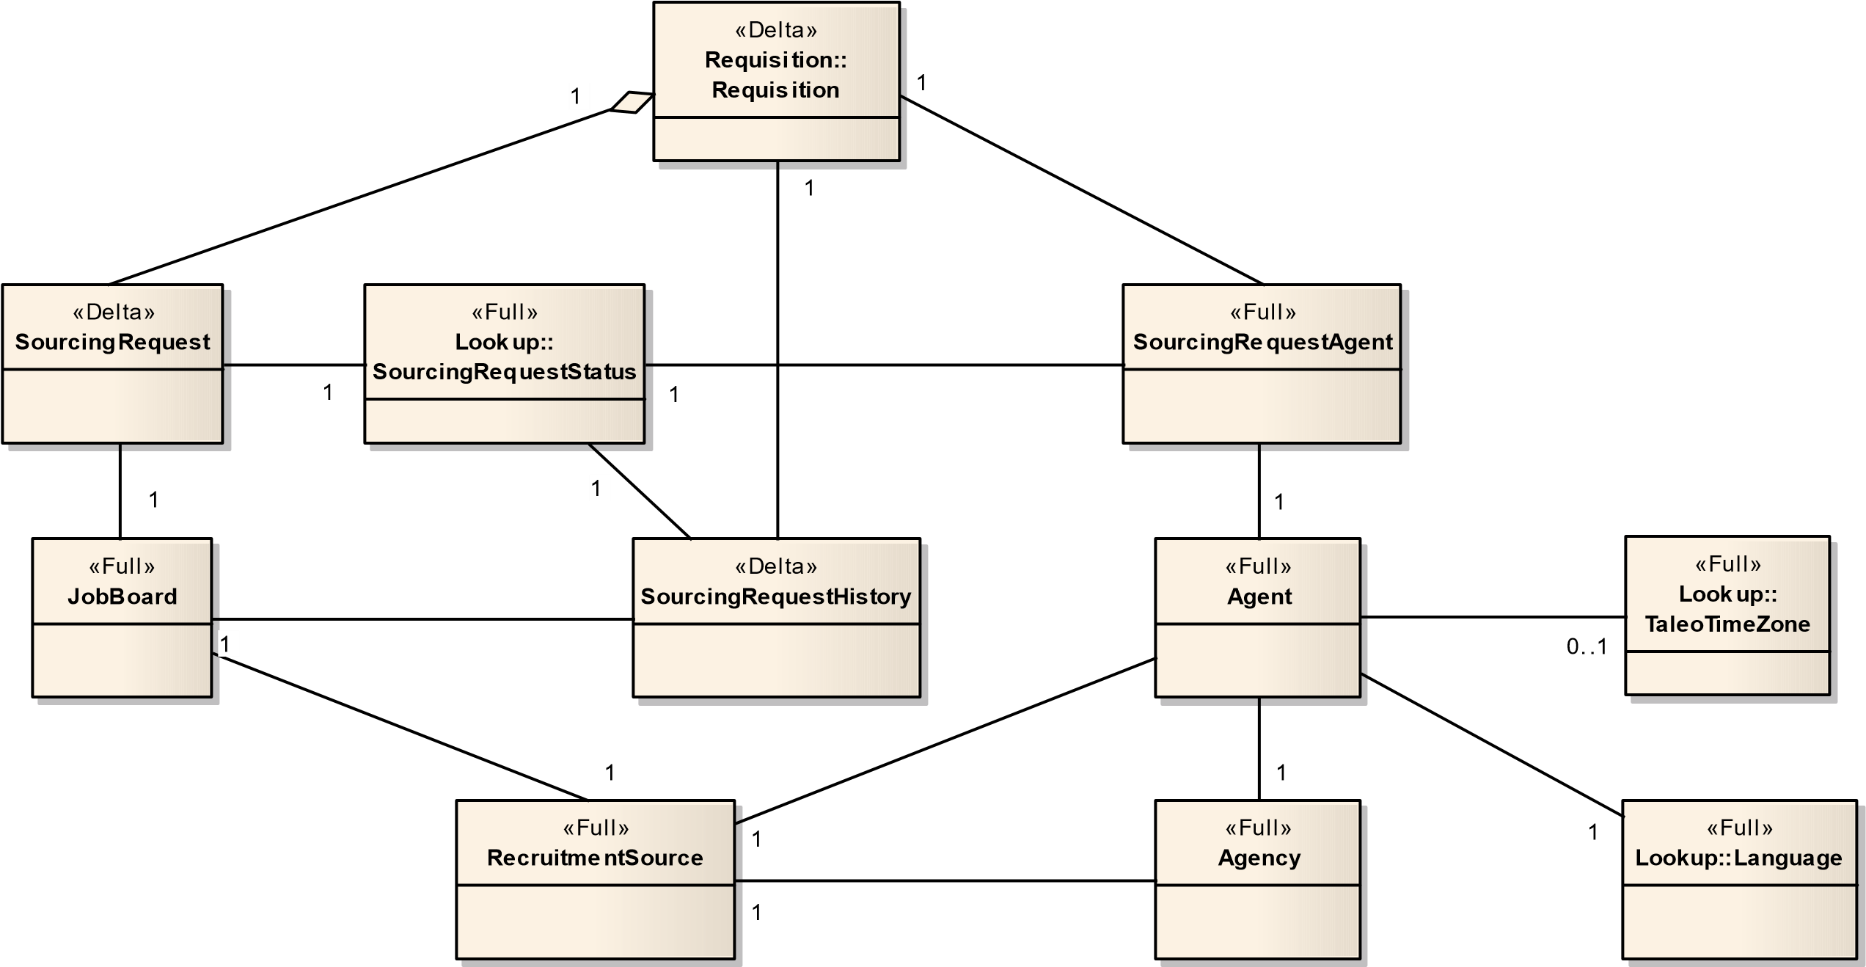 «Delta»
Requisition::
Requisition
1
1
1
«Delta»
SourcingRequest
«Full»
Lookup::
SourcingRequestStatus
«Full»
SourcingRequestAgent
1
1
1
1
1
«Full»
JobBoard
«Delta»
SourcingRequestHistory
«Full»
Agent
«Full»
Lookup::
TaleoTimeZone
1
0..1
1
1
«Full»
RecruitmentSource
1
«Full»
Agency
1
«Full»
Lookup::Language
1